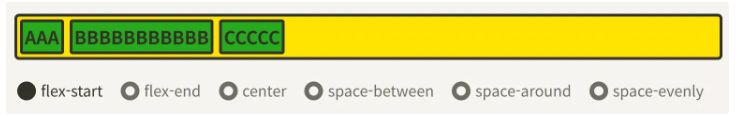 AAA BBBBBBBBBBB CCCCC
flex-start flex-end center space-between space-around space-evenly